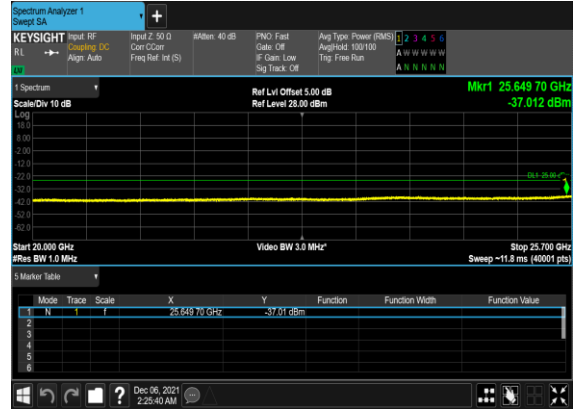 Spectrum Analyzer 1
Swept SA
KEYSIGHT Input: RF Input Z: 50 Ω #Atten: 40 dB PNO: Fast Avg Type: Power (RMS) 1 2 3 4 5 6
RL Coupling: DC Corr CCorr Gate: Off Avg|Hold: 100/100 A W W W W W
Align: Auto Freq Ref: Int (S) IF Gain: Low Trig: Free Run
Sig Track: Off A N N N N N
1 Spectrum Ref Lvl Offset 5.00 dB Mkr1 25.649 70 GHz
Scale/Div 10 dB Ref Level 28.00 dBm -37.012 dBm
Log
18.0
8.00
-2.00
-12.0
-22.0
DL1 -25.00
-32.0
-42.0
-52.0
-62.0
Start 20.000 GHz Video BW 3.0 MHz* Stop 25.700 GHz
#Res BW 1.0 MHz Sweep ~11.8 ms (40001 pts)
5 Marker Table
Mode Trace Scale X Y Function Function Width Function Value
1 N 1 f 25.649 70 GHz -37.01 dBm
2
3
4
5
6
? Dec 06, 2021
2:25:40 AM